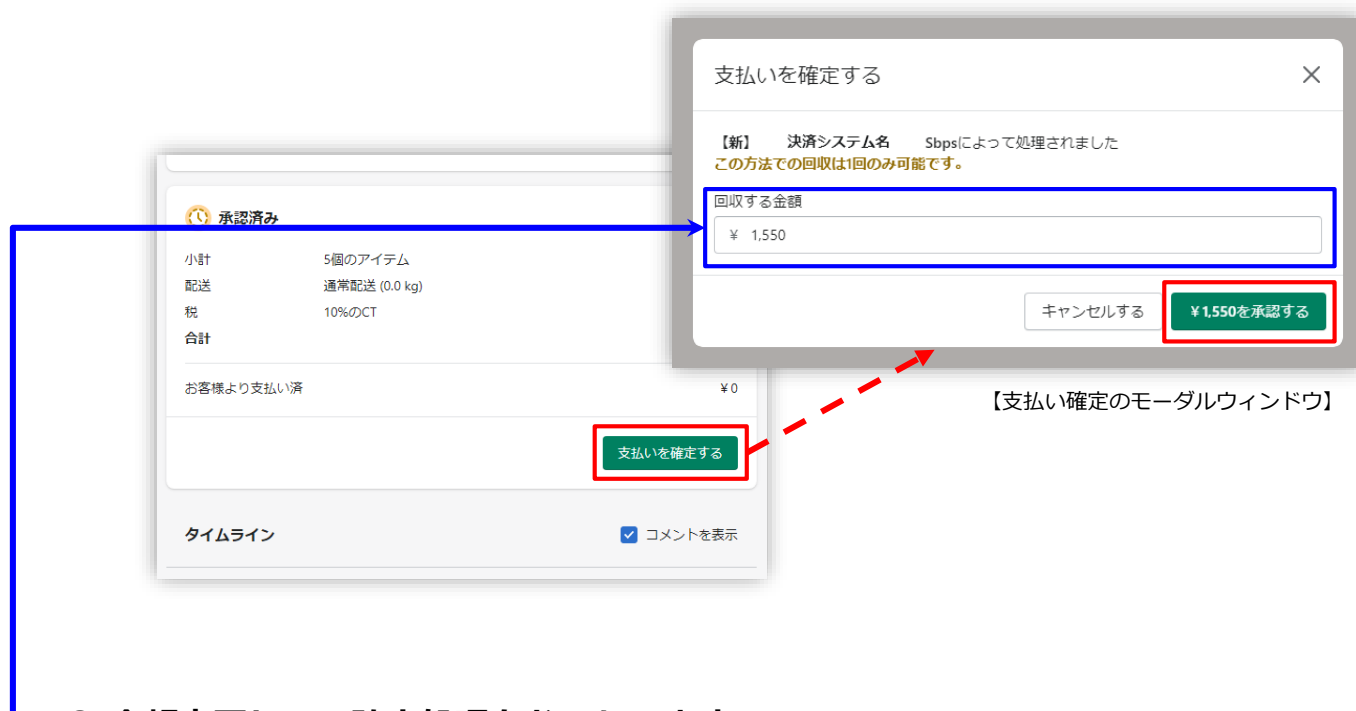 支払いを確定する
【新】 決済システム名 Sbpsによって処理されました
この方法での回収は1回のみ可能です。
回収する金額
¥ 1,550
キャンセルする ¥1,550を承認する
【支払い確定のモーダルウィンドウ】
承認済み
小計 5個のアイテム
配送 通常配送 (0.0 kg)
税 10%のCT
合計
お客様より支払い済 ¥0
支払いを確定する
タイムライン コメントを表示